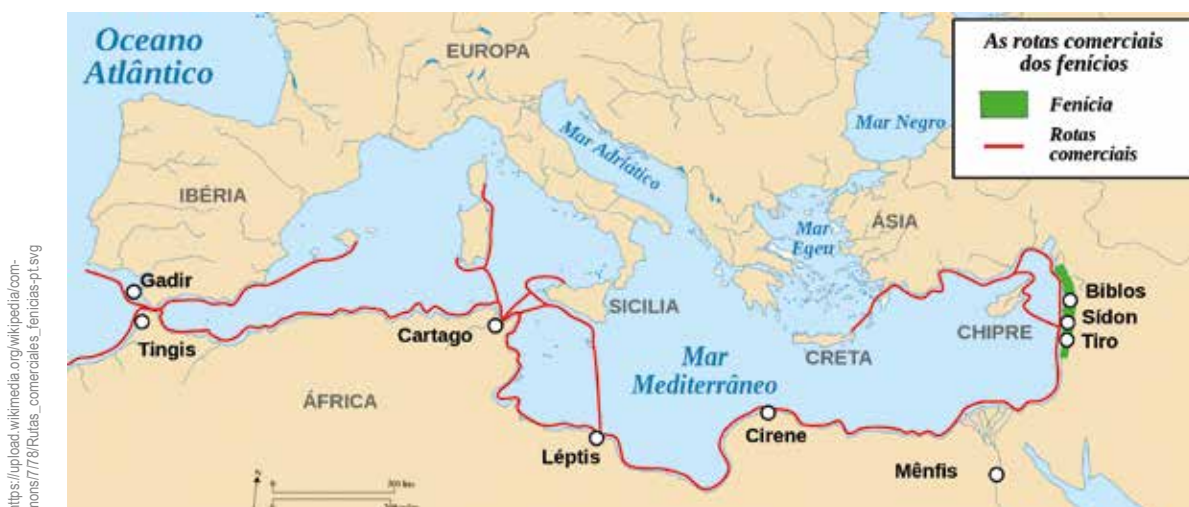 Oceano
Atlântico
EUROPA
As rotas comerciais
dos fenícios
Fenícia
Rotas
comerciais
Mar Negro
Mar Adriático
IBÉRIA
ÁSIA
Mar
Egeu
Gadir
Tingis
SICILIA
Cartago
Biblos
Sídon
Tiro
CHIPRE
CRETA
Mar
Mediterrâneo
ÁFRICA
Léptis
Cirene
Mênfis
0
0
https://upload.wikimedia.org/wikipedia/com-
mons/7/78/Rutas_comerciales_fenicias-pt.svg